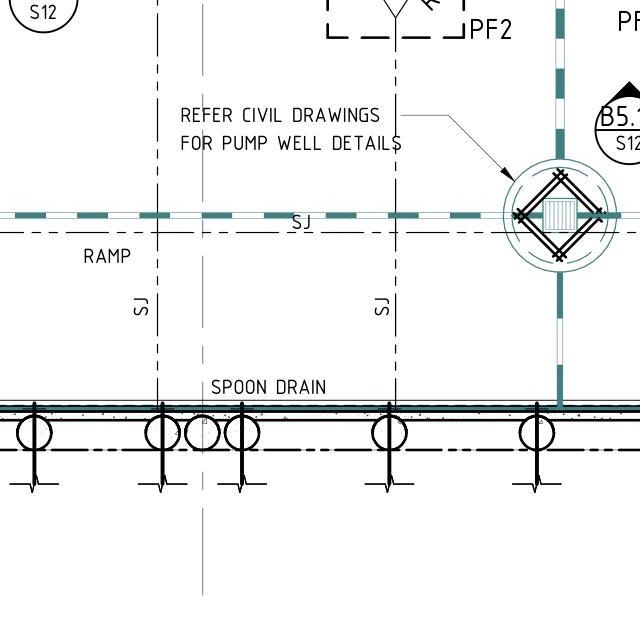 S12
PF2
PF
REFER CIVIL DRAWINGS
FOR PUMP WELL DETAILS
B5.1
S12
SJ
RAMP
SJ
SJ
SPOON DRAIN